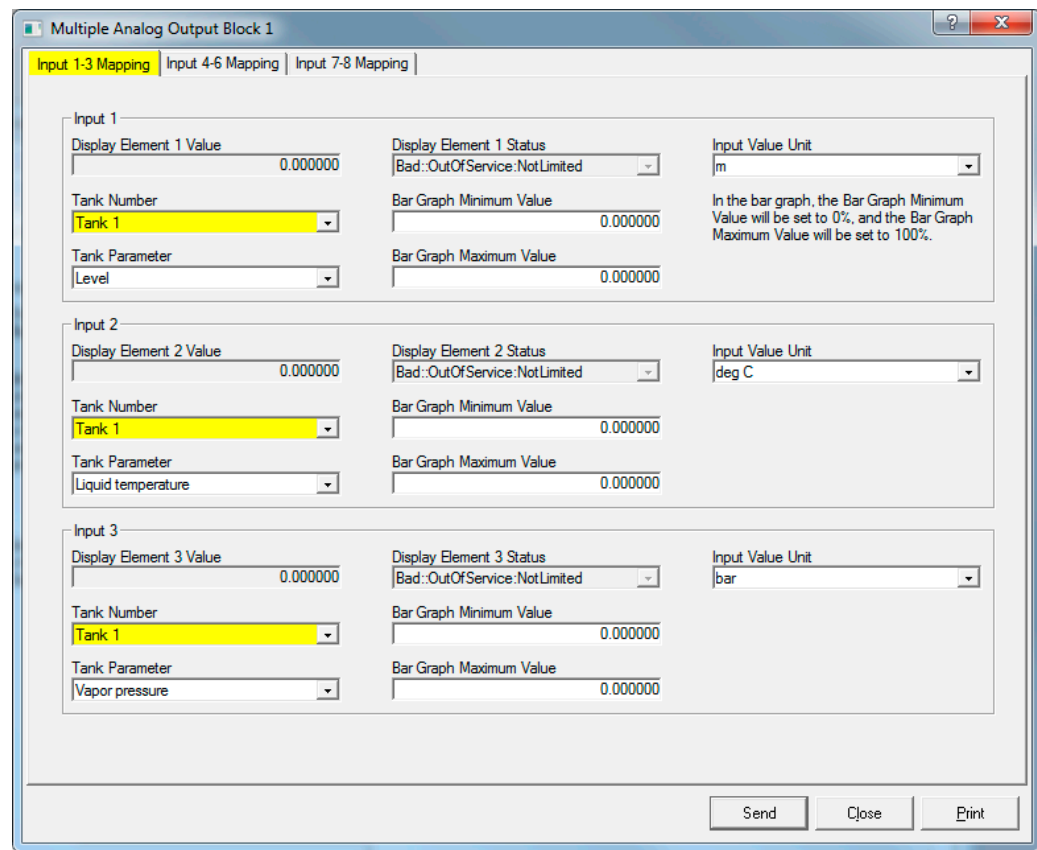 Multiple Analog Output Block 1
Input 1-3 Mapping Input 4-6 Mapping Input 7-8 Mapping
Input 1
Display Element 1 Value Display Element 1 Status Input Value Unit
0.000000 Bad::OutOfService:NotLimited m
Tank Number Bar Graph Minimum Value In the bar graph, the Bar Graph Minimum
Tank 1 0.000000 Value will be set to 0%, and the Bar Graph
Maximum Value will be set to 100%.
Tank Parameter Bar Graph Maximum Value
Level 0.000000
Input 2
Display Element 2 Value Display Element 2 Status Input Value Unit
0.000000 Bad::OutOfService:NotLimited deg C
Tank Number Bar Graph Minimum Value
Tank 1 0.000000
Tank Parameter Bar Graph Maximum Value
Liquid temperature 0.000000
Input 3
Display Element 3 Value Display Element 3 Status Input Value Unit
0.000000 Bad::OutOfService:NotLimited bar
Tank Number Bar Graph Minimum Value
Tank 1 0.000000
Tank Parameter Bar Graph Maximum Value
Vapor pressure 0.000000
Send Close Print